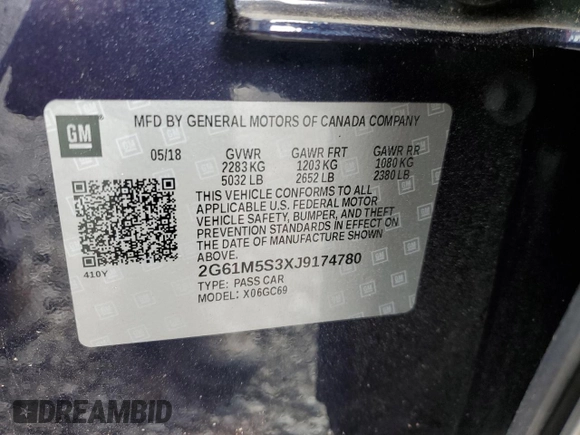 GM
MFD BY GENERAL MOTORS OF CANADA COMPANY
05/18 GVWR GAWR FRT GAWR RR
2283 KG 1203 KG 1080 KG
5032 LB 2652 LB 2380 LB
THIS VEHICLE CONFORMS TO ALL
APPLICABLE U.S. FEDERAL MOTOR
VEHICLE SAFETY, BUMPER, AND THEFT
PREVENTION STANDARDS IN EFFECT ON
THE DATE OF MANUFACTURE SHOWN
ABOVE.
410Y
2G61M5S3XJ9174780
TYPE: PASS CAR
MODEL: X06GC69
DREAMBID